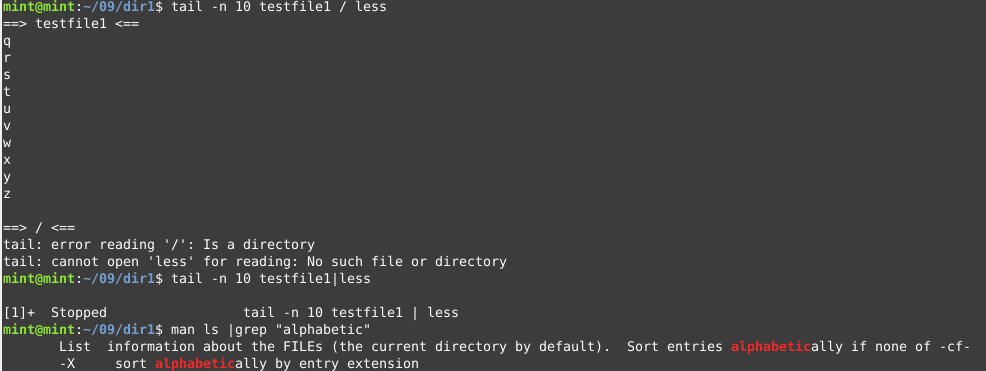 mint@mint:~/09/dir1$ tail -n 10 testfile1 / less
==> testfile1 <==
q
r
s
t
u
v
w
x
y
z
==> / <==
tail: error reading '/': Is a directory
tail: cannot open 'less' for reading: No such file or directory
mint@mint:~/09/dir1$ tail -n 10 testfile1|less
[1]+  Stopped                 tail -n 10 testfile1 | less
mint@mint:~/09/dir1$ man ls |grep "alphabetic"
       List  information about the FILEs (the current directory by default).  Sort entries alphabetically if none of -cf-
       -X     sort alphabetically by entry extension